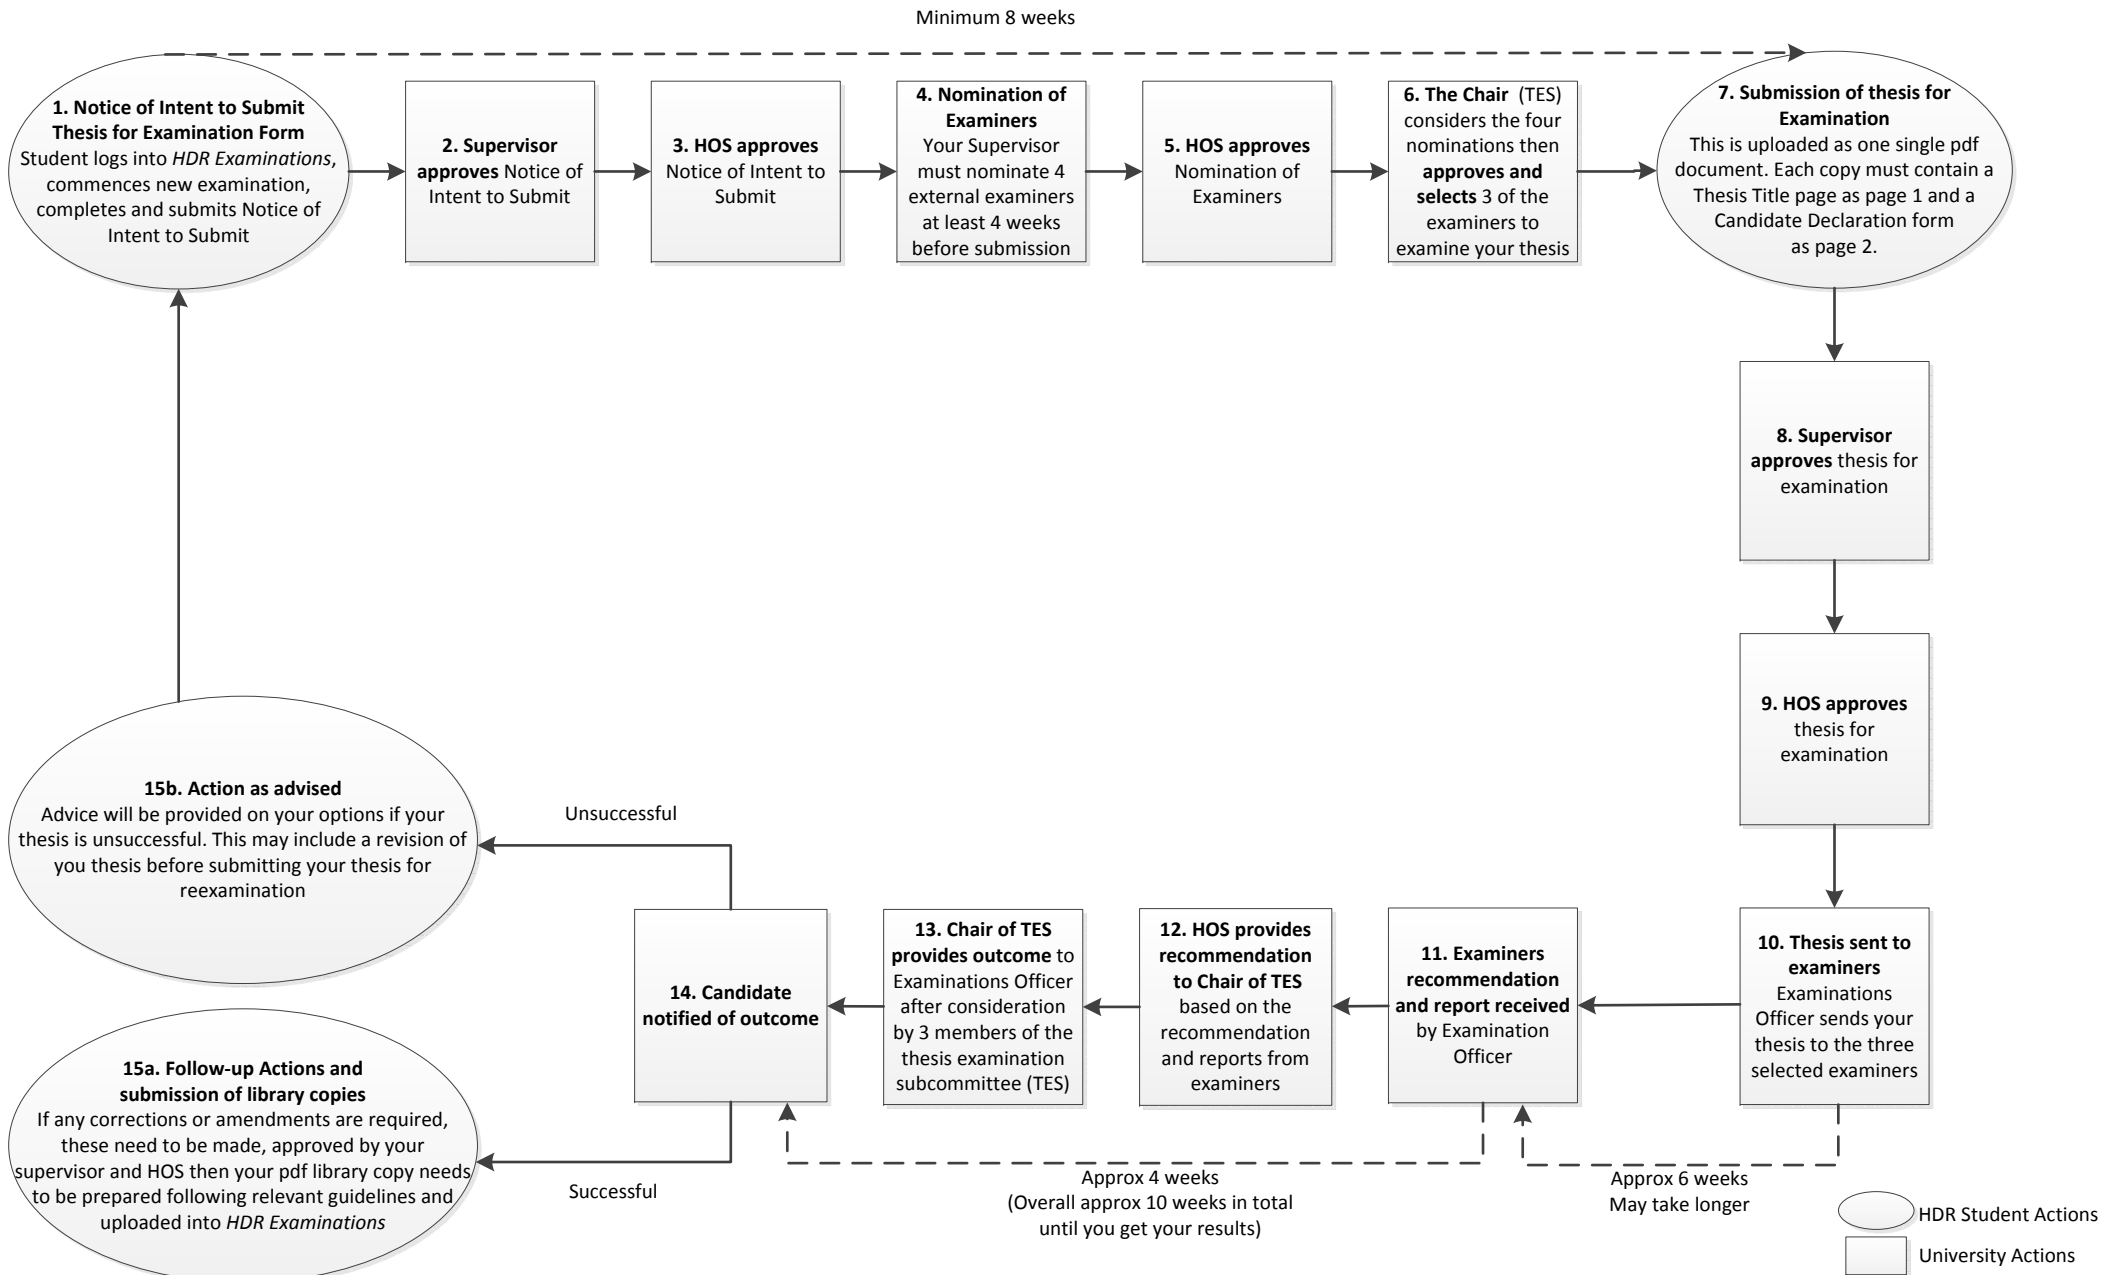 Minimum 8 weeks
1. Notice of Intent to Submit
Thesis for Examination Form
Student logs into HDR Examinations,
commences new examination,
completes and submits Notice of
Intent to Submit
2. Supervisor
approves Notice of
Intent to Submit
3. HOS approves
Notice of Intent to
Submit
4. Nomination of
Examiners
Your Supervisor
must nominate 4
external examiners
at least 4 weeks
before submission
5. HOS approves
Nomination of
Examiners
6. The Chair (TES)
considers the four
nominations then
approves and
selects 3 of the
examiners to
examine your thesis
7. Submission of thesis for
Examination
This is uploaded as one single pdf
document. Each copy must contain a
Thesis Title page as page 1 and a
Candidate Declaration form
as page 2.
8. Supervisor
approves thesis for
examination
9. HOS approves
thesis for
examination
10. Thesis sent to
examiners
Examinations
Officer sends your
thesis to the three
selected examiners
Approx 6 weeks
May take longer
11. Examiners
recommendation
and report received
by Examination
Officer
12. HOS provides
recommendation
to Chair of TES
based on the
recommendation
and reports from
examiners
13. Chair of TES
provides outcome to
Examinations Officer
after consideration
by 3 members of the
thesis examination
subcommittee (TES)
Approx 4 weeks
(Overall approx 10 weeks in total
until you get your results)
14. Candidate
notified of outcome
Unsuccessful
15b. Action as advised
Advice will be provided on your options if your
thesis is unsuccessful. This may include a revision of
you thesis before submitting your thesis for
reexamination
Successful
15a. Follow-up Actions and
submission of library copies
If any corrections or amendments are required,
these need to be made, approved by your
supervisor and HOS then your pdf library copy needs
to be prepared following relevant guidelines and
uploaded into HDR Examinations
HDR Student Actions
University Actions